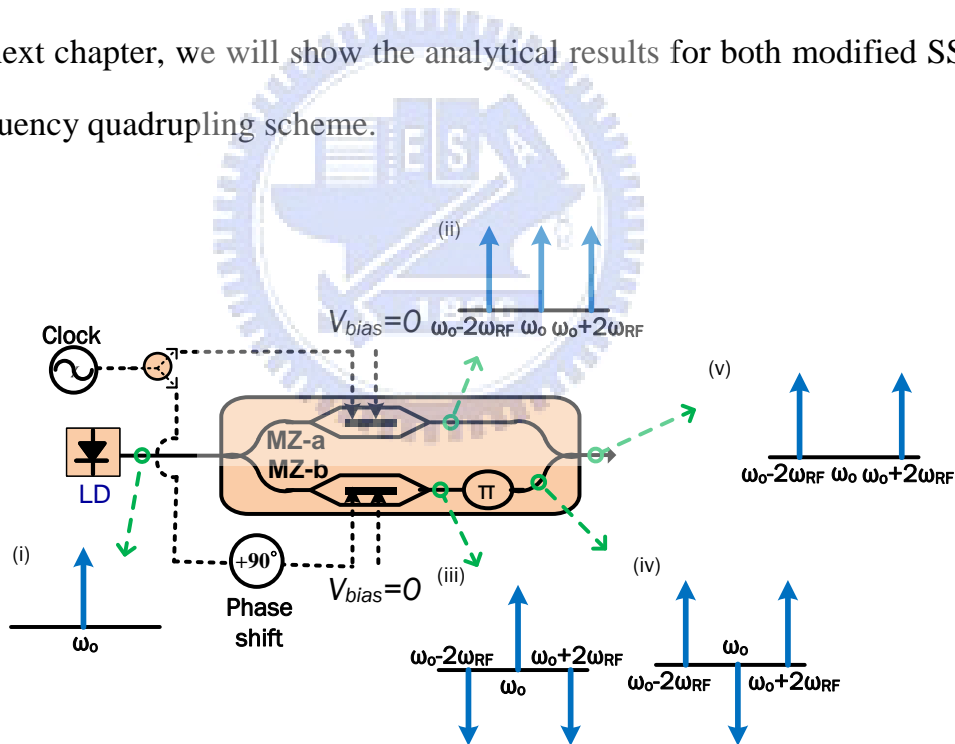 next chapter, we will show the analytical results for both modified SS
uency quadrupling scheme.
(ii)
Vbias=0
ωo-2ωRF ωo ωo+2ωRF
Clock
(v)
MZ-a
MZ-b
LD
π
ωo-2ωRF ωo ωo+2ωRF
(i)
+90°
Vbias=0
(iii)
(iv)
Phase
shift
ωo
ωo-2ωRF ωo+2ωRF
ωo
ωo
ωo-2ωRF ωo+2ωRF
E S A
1896